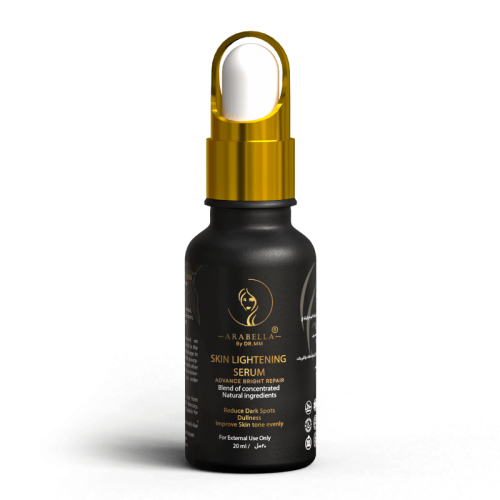 ARABELLA ®
By DR.MM
SKIN LIGHTENING
SERUM
ADVANCE BRIGHT REPAIR
Blend of concentrated
Natural ingredients
Reduce Dark Spots
Dullness
Improve Skin tone evenly
For External Use Only
20 ml /